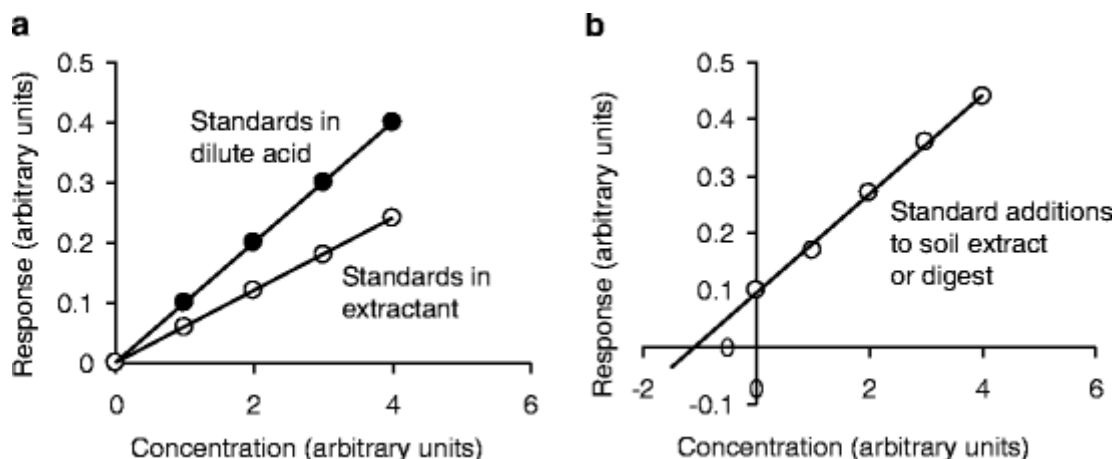 a
Response (arbitrary units)
0.5
0.4
0.3
0.2
0.1
0
Standards in
dilute acid
Standards in
extractant
0 2 4 6
Concentration (arbitrary units)
b
Response (arbitrary units)
0.5
0.4
0.3
0.2
0.1
0
-0.1
Standard additions
to soil extract
or digest
-2 0 2 4 6
Concentration (arbitrary units)